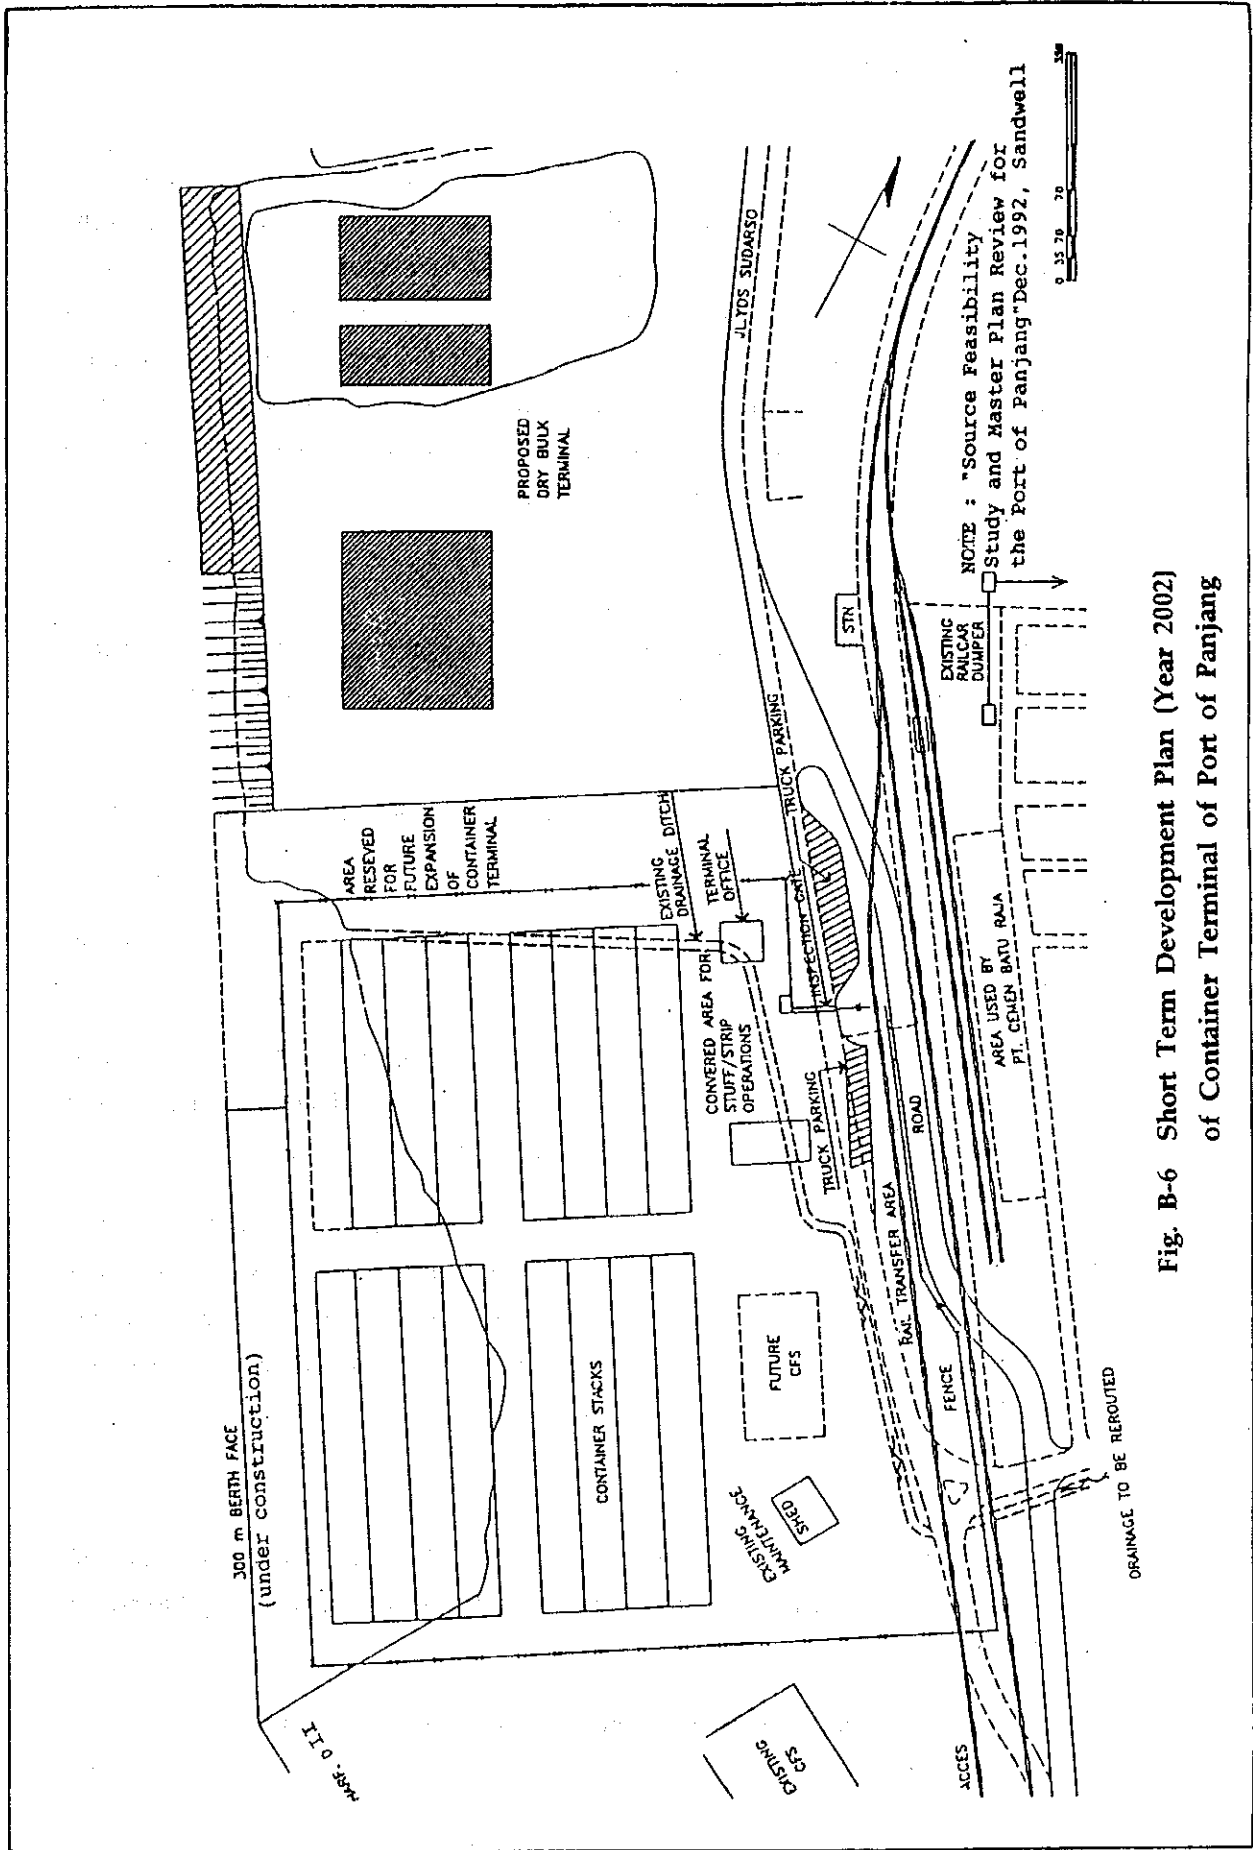 300 m BERTH FACE
(under construction)
AREA
RESEVED
FOR
FUTURE
EXPANSION
OF
CONTAINER
TERMINAL
PROPOSED
DRY BULK
TERMINAL
CONTAINER STACKS
EXISTING
DRAINAGE DITCH
TERMINAL
OFFICE
CONVERED AREA FOR
STUFF/STRIP
OPERATIONS
INSPECTION GATE
TRUCK PARKING
TRUCK PARKING
JL.YDS SUDARSO
FUTURE
CFS
EXISTING
MAINTENANCE
SHED
EXISTING
CFS
RAIL TRANSFER AREA
ROAD
FENCE
ACCES
STN
EXISTING
RAILCAR
DUMPER
AREA USED BY
PT. CEMEN BATU RAJA
DRAINAGE TO BE REROUTED
NOTE : "Source Feasibility
Study and Master Plan Review for
the Port of Panjang"Dec.1992, Sandwell
0 35 70 70
Fig. B-6 Short Term Development Plan (Year 2002)
of Container Terminal of Port of Panjang